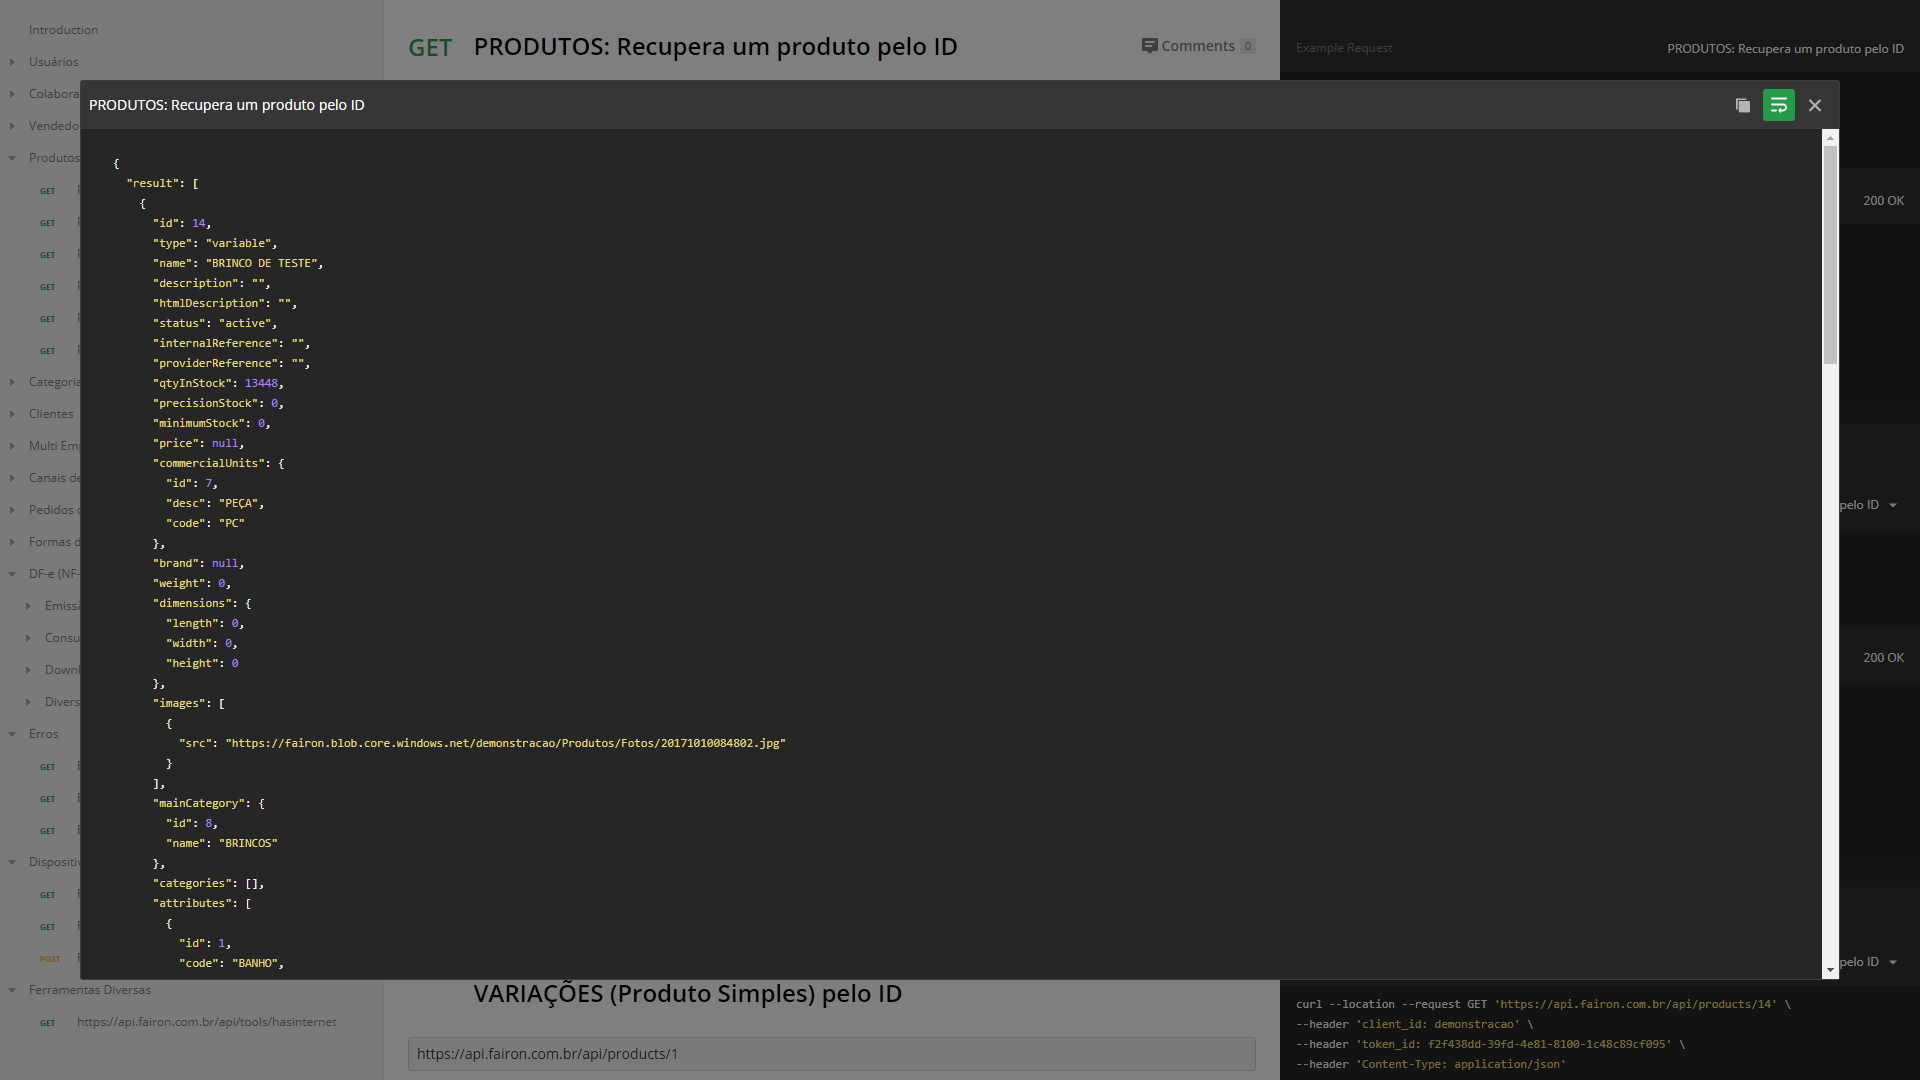 Introduction
Usuários
Colabora
Vendedo
Produtos
GET
GET
GET
GET
GET
GET
Categoria
Clientes
Multi Em
Canais de
Pedidos
Formas d
DF-e (NF-
Emissã
Consu
Downl
Divers
Erros
GET
GET
GET
Dispositiv
GET
GET
POST
Ferramentas Diversas
GET https://api.fairon.com.br/api/tools/hasinternet
GET PRODUTOS: Recupera um produto pelo ID
Comments 0
Example Request
PRODUTOS: Recupera um produto pelo ID
PRODUTOS: Recupera um produto pelo ID
{
"result": [
{
"id": 14,
"type": "variable",
"name": "BRINCO DE TESTE",
"description": "",
"htmlDescription": "",
"status": "active",
"internalReference": "",
"providerReference": "",
"qtyInStock": 13448,
"precisionStock": 0,
"minimumStock": 0,
"price": null,
"commercialUnits": {
"id": 7,
"desc": "PEÇA",
"code": "PC"
},
"brand": null,
"weight": 0,
"dimensions": {
"length": 0,
"width": 0,
"height": 0
},
"images": [
{
"src": "https://fairon.blob.core.windows.net/demonstracao/Produtos/Fotos/20171010084802.jpg"
}
],
"mainCategory": {
"id": 8,
"name": "BRINCOS"
},
"categories": [],
"attributes": [
{
"id": 1,
"code": "BANHO",
200 OK
pelo ID
200 OK
pelo ID
VARIAÇÕES (Produto Simples) pelo ID
https://api.fairon.com.br/api/products/1
curl --location --request GET 'https://api.fairon.com.br/api/products/14' \
--header 'client_id: demonstracao' \
--header 'token_id: f2f438dd-39fd-4e81-8100-1c48c89cf095' \
--header 'Content-Type: application/json'